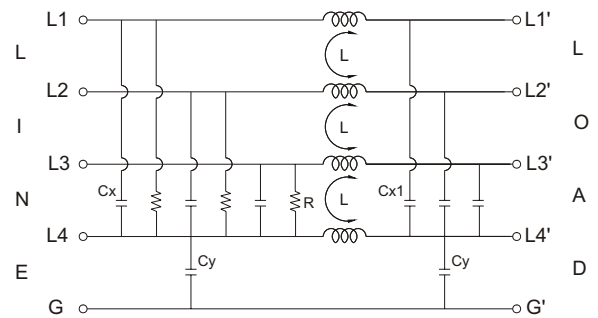 L1 L1'
L L L
L2 L2'
I L O
L3 L3'
Cx R Cx1
N L A
L4 L4'
E Cy Cy D
G G'